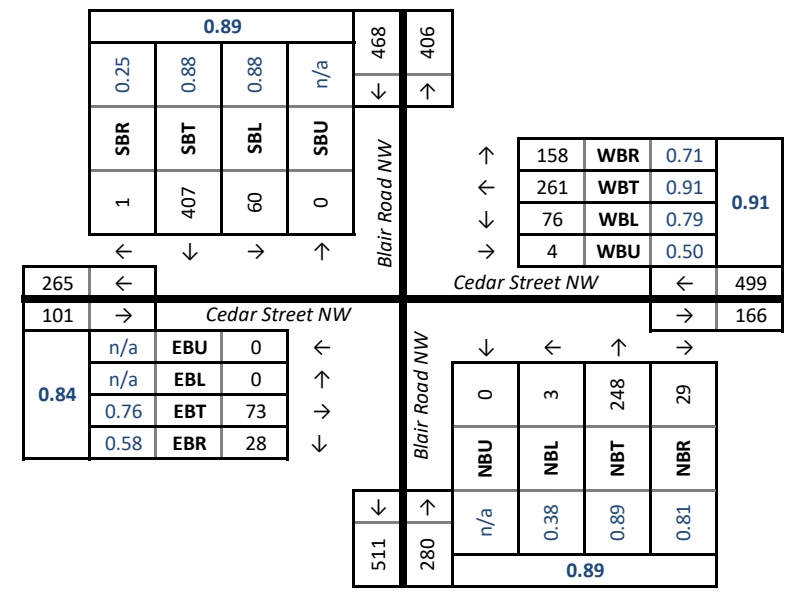 0.89
468
406
0.25
0.88
0.88
n/a
↓
↑
SBR
SBT
SBL
SBU
1
407
60
0
←
↓
→
↑
Blair Road NW
↑ 158 WBR 0.71
← 261 WBT 0.91
↓ 76 WBL 0.79
→ 4 WBU 0.50
0.91
265 ←
Cedar Street NW
← 499
101 →
Cedar Street NW
→ 166
0.84
n/a EBU 0 ←
n/a EBL 0 ↑
0.76 EBT 73 →
0.58 EBR 28 ↓
Blair Road NW
↓
←
↑
→
0
3
248
29
NBU
NBL
NBT
NBR
n/a
0.38
0.89
0.81
↓
↑
511
280
0.89